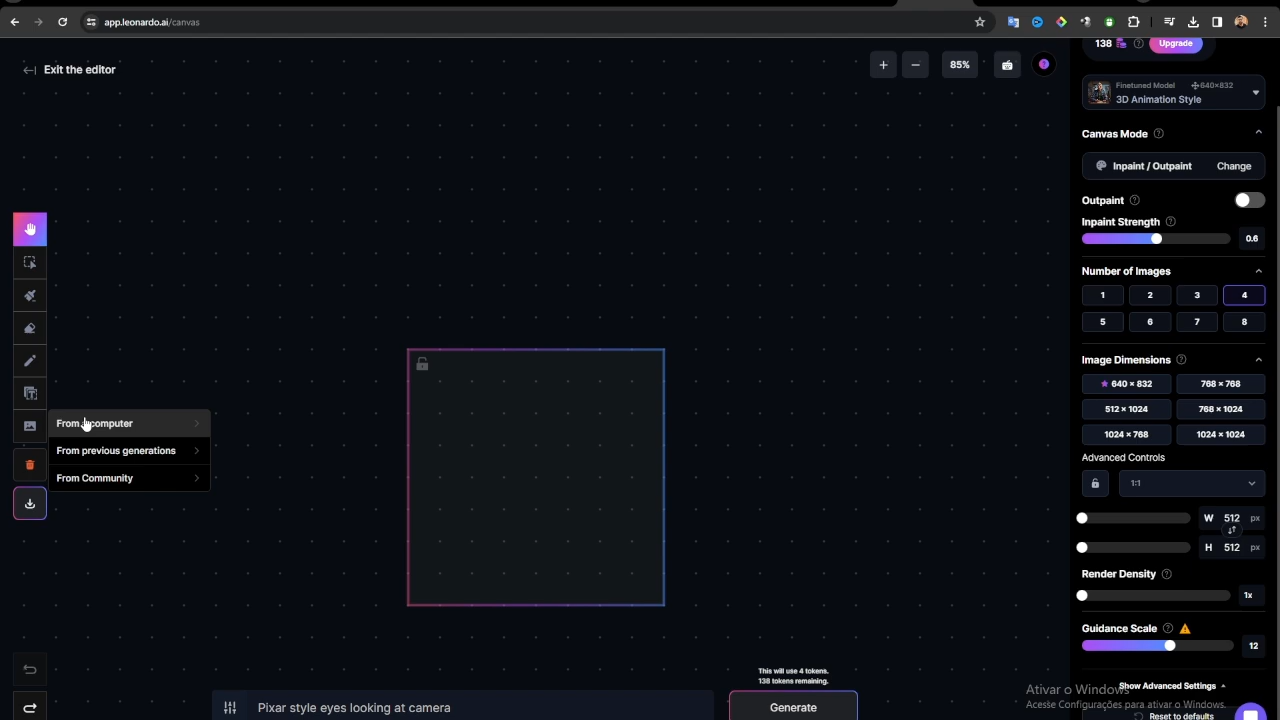 app.leonardo.ai/canvas
138
Upgrade
Exit the editor
85%
Finetuned Model
640×832
3D Animation Style
Canvas Mode
Inpaint / Outpaint
Change
Outpaint
Inpaint Strength
0.6
Number of Images
1
2
3
4
5
6
7
8
Image Dimensions
640 × 832
768 × 768
512 × 1024
768 × 1024
1024 × 768
1024 × 1024
Advanced Controls
1:1
W 512 px
H 512 px
Render Density
1x
Guidance Scale
12
Show Advanced Settings
Reset to defaults
From computer
From previous generations
From Community
This will use 4 tokens.
138 tokens remaining.
Pixar style eyes looking at camera
Generate
Ativar o Windows
Acesse Configurações para ativar o Windows.